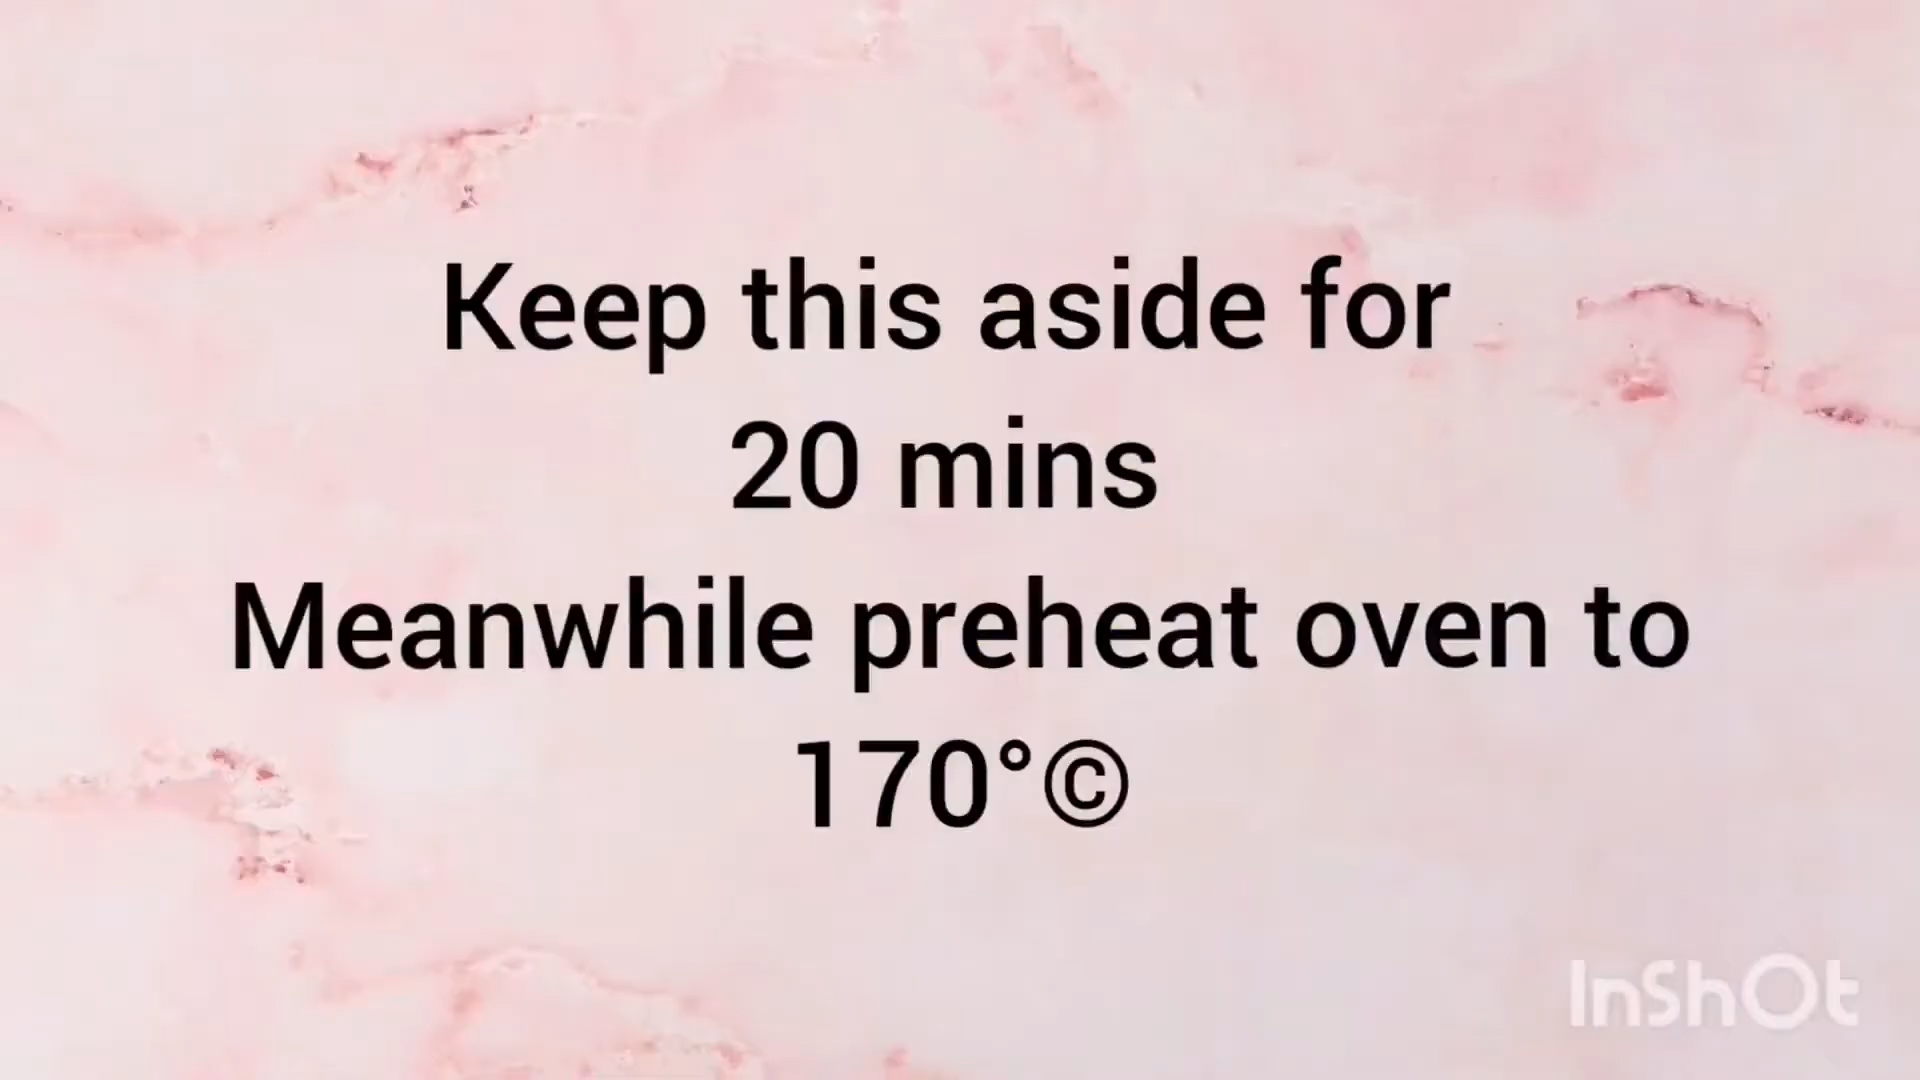 Keep this aside for
20 mins
Meanwhile preheat oven to
170°©
InShOt